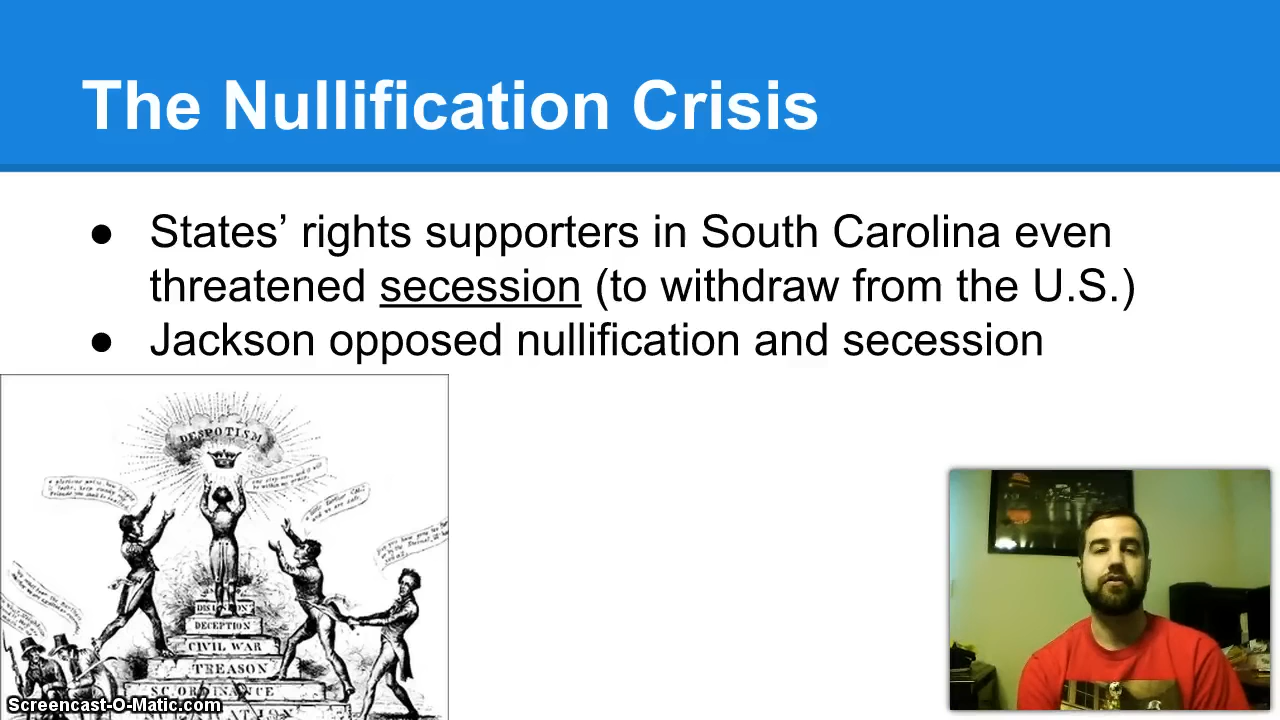 The Nullification Crisis
● States’ rights supporters in South Carolina even
threatened secession (to withdraw from the U.S.)
● Jackson opposed nullification and secession
DESPOTISM
DECEPTION
CIVIL WAR
TREASON
S.C. ORDINANCE
Screencast-O-Matic.com